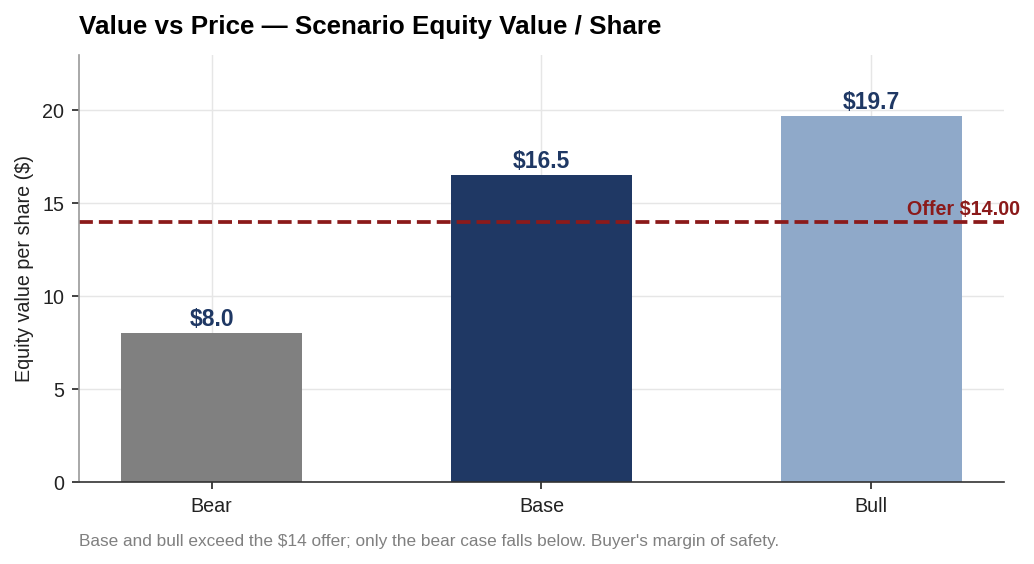 Value vs Price — Scenario Equity Value / Share
Equity value per share ($)
20
15
10
5
0
$8.0
$16.5
$19.7
Offer $14.00
Bear
Base
Bull
Base and bull exceed the $14 offer; only the bear case falls below. Buyer's margin of safety.